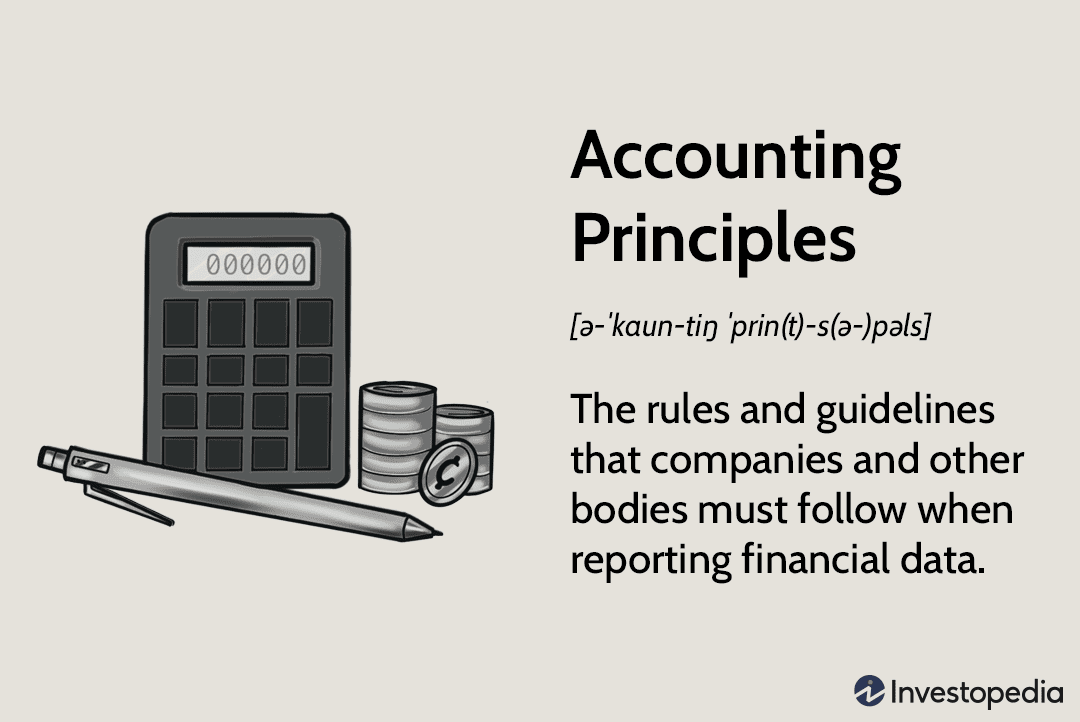 000000
Accounting
Principles
[ə-ˈkau̇n-tiŋ ˈprin(t)-s(ə-)pəls]
The rules and guidelines
that companies and other
bodies must follow when
reporting financial data.
Investopedia